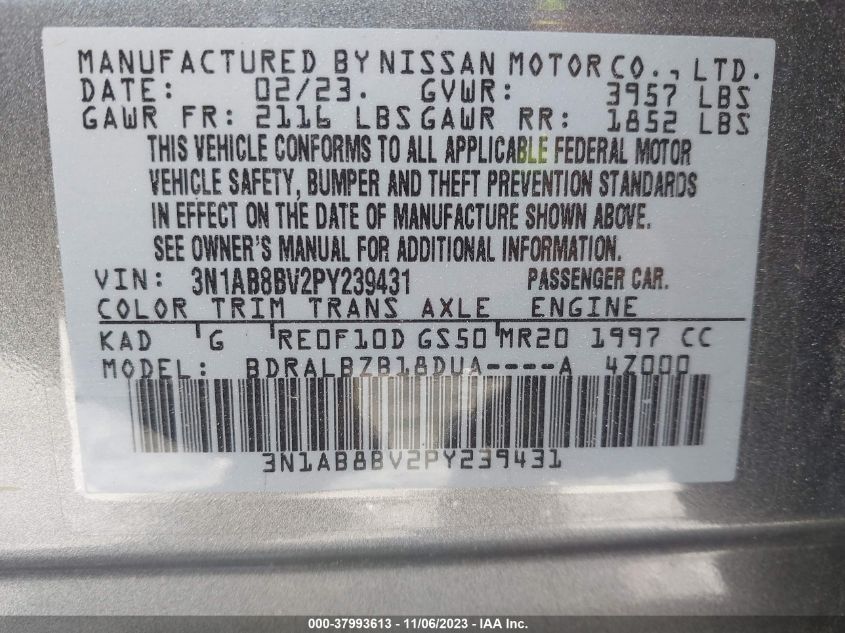 MANUFACTURED BY NISSAN MOTOR CO., LTD.
DATE: 02/23. GVWR: 3957 LBS
GAWR FR: 2116 LBS GAWR RR: 1852 LBS
THIS VEHICLE CONFORMS TO ALL APPLICABLE FEDERAL MOTOR
VEHICLE SAFETY, BUMPER AND THEFT PREVENTION STANDARDS
IN EFFECT ON THE DATE OF MANUFACTURE SHOWN ABOVE.
SEE OWNER'S MANUAL FOR ADDITIONAL INFORMATION.
VIN: 3N1AB8BV2PY239431 PASSENGER CAR.
COLOR TRIM TRANS AXLE ENGINE
KAD G RE0F10D GS50 MR20 1997 CC
MODEL: BDRALBZB18DUA----A 4Z000
3N1AB8BV2PY239431
000-37993613 - 11/06/2023 - IAA Inc.